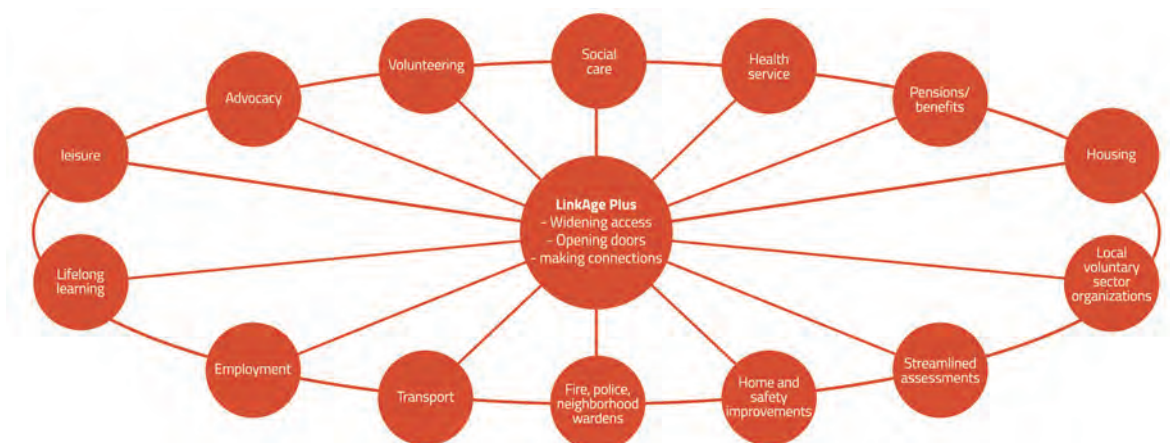 Social
care
Volunteering
Health
service
Advocacy
Pensions/
benefits
leisure
Housing
LinkAge Plus
- Widening access
- Opening doors
- making connections
Lifelong
learning
Local
voluntary
sector
organizations
Employment
Streamlined
assessments
Transport
Fire, police,
neighborhood
wardens
Home and
safety
improvements